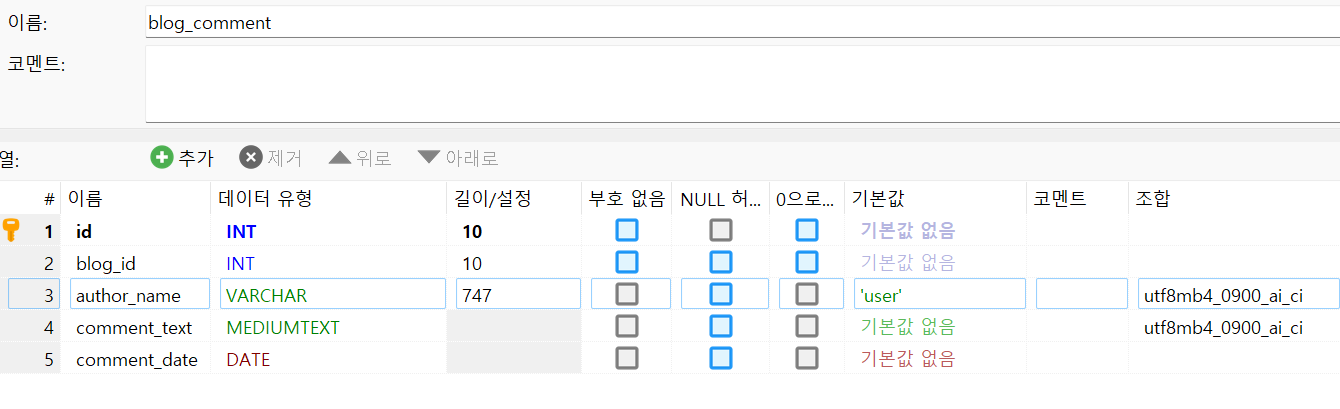 이름: blog_comment
코멘트:
열: 추가 제거 위로 아래로
# 이름 데이터 유형 길이/설정 부호 없음 NULL 허... 0으로... 기본값 코멘트 조합
1 id INT 10 기본값 없음
2 blog_id INT 10 기본값 없음
3 author_name VARCHAR 747 'user' utf8mb4_0900_ai_ci
4 comment_text MEDIUMTEXT 기본값 없음 utf8mb4_0900_ai_ci
5 comment_date DATE 기본값 없음